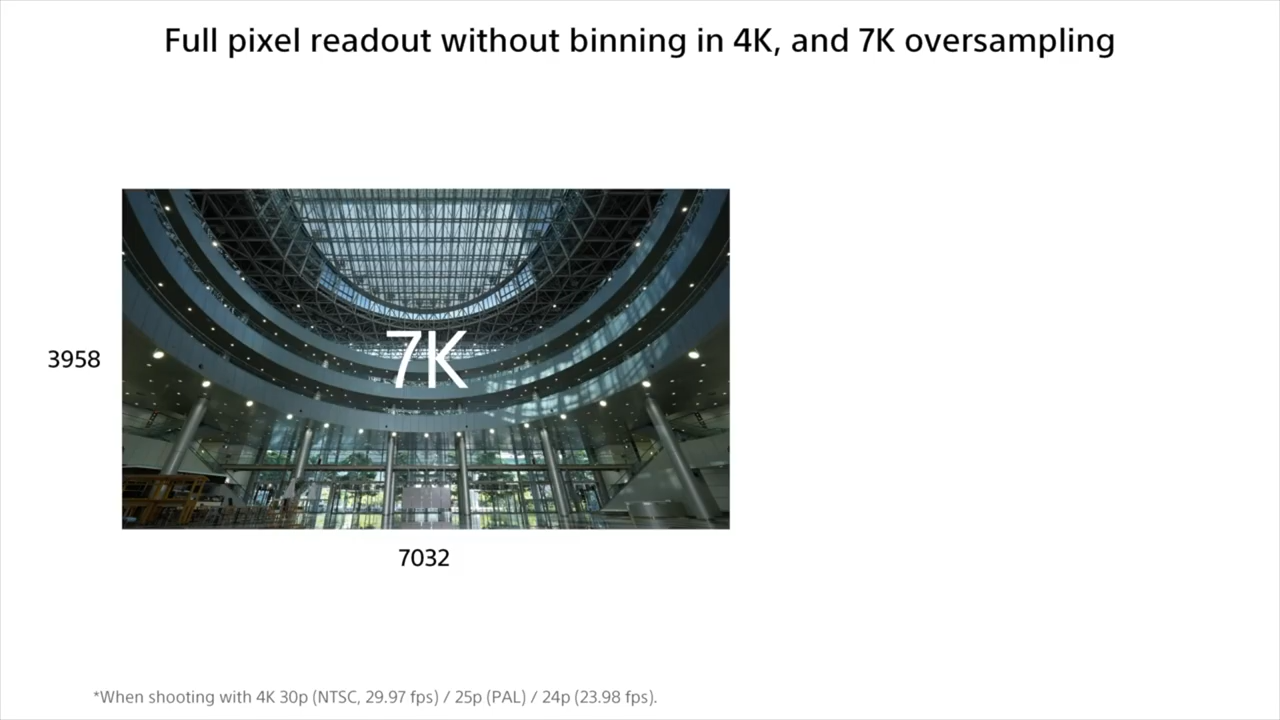 Full pixel readout without binning in 4K, and 7K oversampling
7K
3958
7032
*When shooting with 4K 30p (NTSC, 29.97 fps) / 25p (PAL) / 24p (23.98 fps).